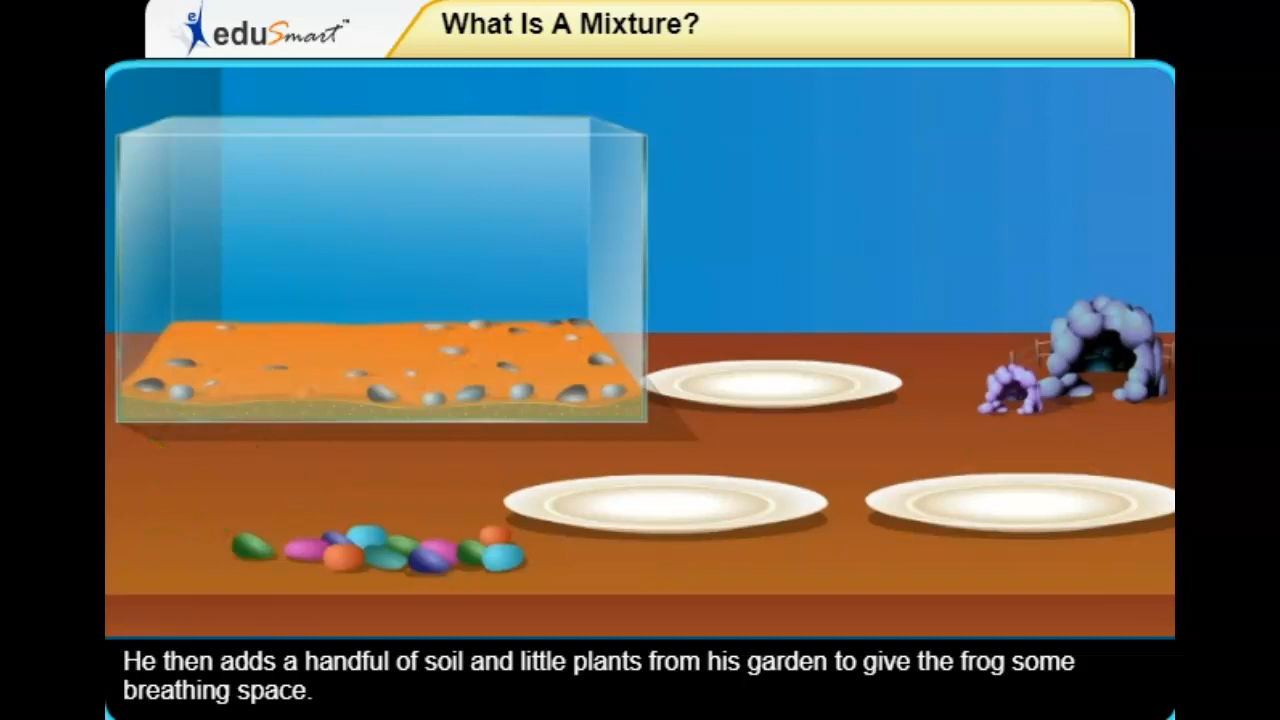 eduSmart™
What Is A Mixture?
He then adds a handful of soil and little plants from his garden to give the frog some
breathing space.